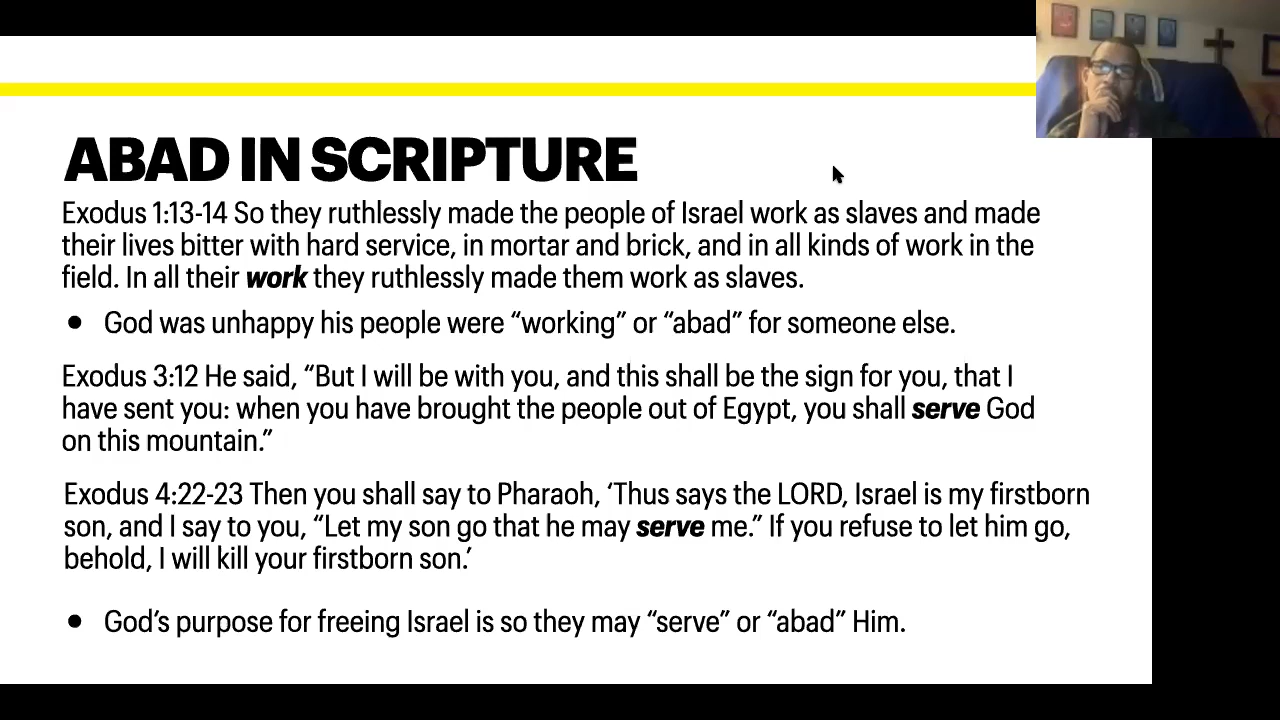 ABAD IN SCRIPTURE
Exodus 1:13-14 So they ruthlessly made the people of Israel work as slaves and made
their lives bitter with hard service, in mortar and brick, and in all kinds of work in the
field. In all their work they ruthlessly made them work as slaves.
• God was unhappy his people were “working” or “abad” for someone else.
Exodus 3:12 He said, “But I will be with you, and this shall be the sign for you, that I
have sent you: when you have brought the people out of Egypt, you shall serve God
on this mountain.”
Exodus 4:22-23 Then you shall say to Pharaoh, ‘Thus says the LORD, Israel is my firstborn
son, and I say to you, “Let my son go that he may serve me.” If you refuse to let him go,
behold, I will kill your firstborn son.’
• God’s purpose for freeing Israel is so they may “serve” or “abad” Him.